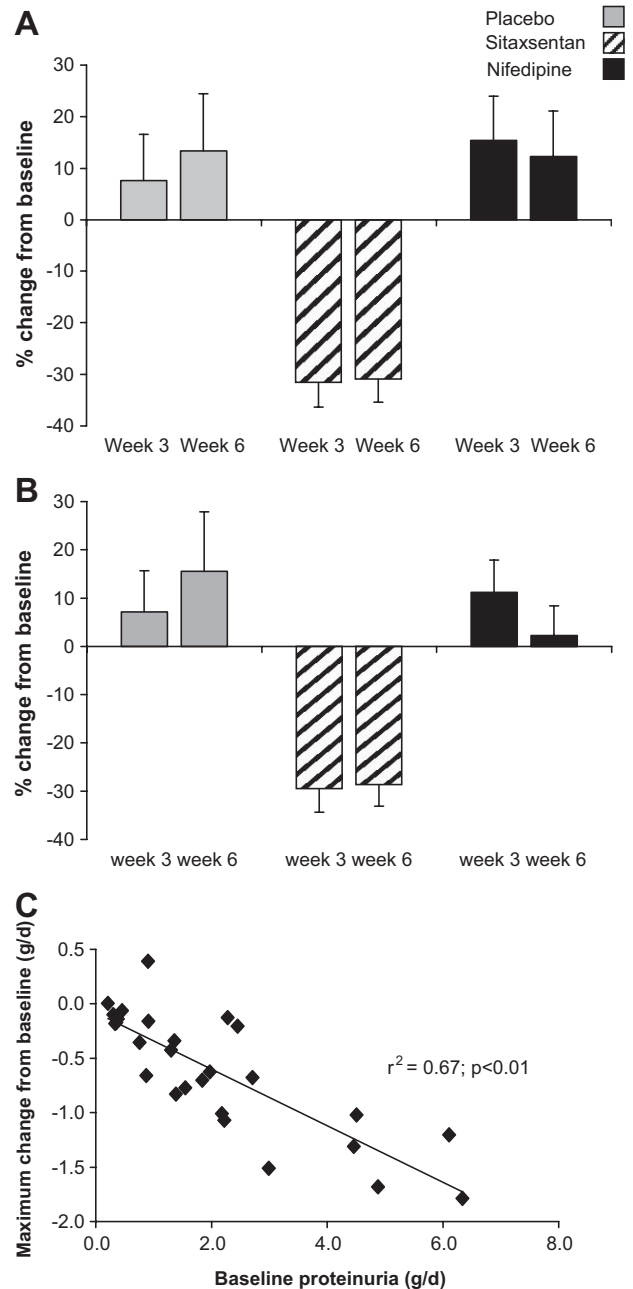 A
Placebo
Sitaxsentan
Nifedipine
% change from baseline
30
20
10
0
-10
-20
-30
-40
Week 3 Week 6 Week 3 Week 6 Week 3 Week 6
B
% change from baseline
30
20
10
0
-10
-20
-30
-40
week 3 week 6 week 3 week 6 week 3 week 6
C
Maximum change from baseline (g/d)
0.5
0.0
-0.5
-1.0
-1.5
-2.0
r² = 0.67; p<0.01
0.0 2.0 4.0 6.0 8.0
Baseline proteinuria (g/d)